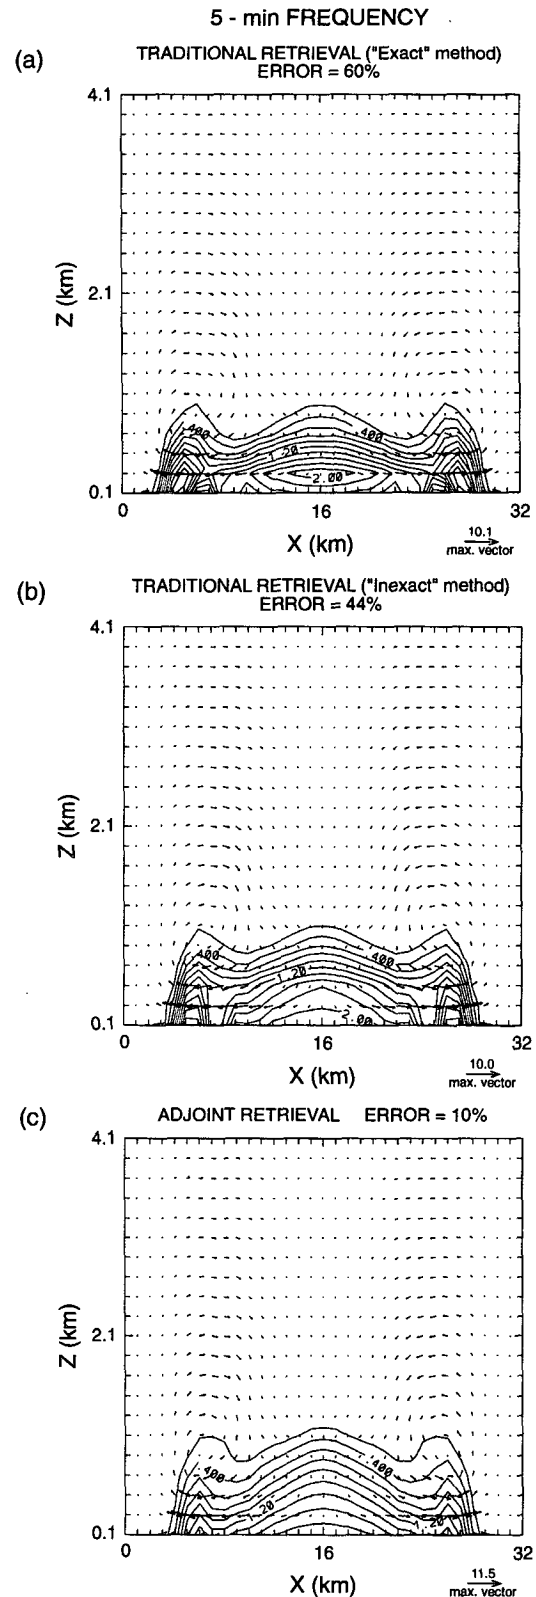 5 - min FREQUENCY
(a)
TRADITIONAL RETRIEVAL ("Exact" method)
ERROR = 60%
4.1
Z (km)
2.1
.400
.400
1.20
2.00
0.1
0
16
32
X (km)
10.1
max. vector
(b)
TRADITIONAL RETRIEVAL ("Inexact" method)
ERROR = 44%
4.1
Z (km)
2.1
.400
.400
1.20
2.00
0.1
0
16
32
X (km)
10.0
max. vector
(c)
ADJOINT RETRIEVAL ERROR = 10%
4.1
Z (km)
2.1
.400
.400
1.20
1.20
0.1
0
16
32
X (km)
11.5
max. vector